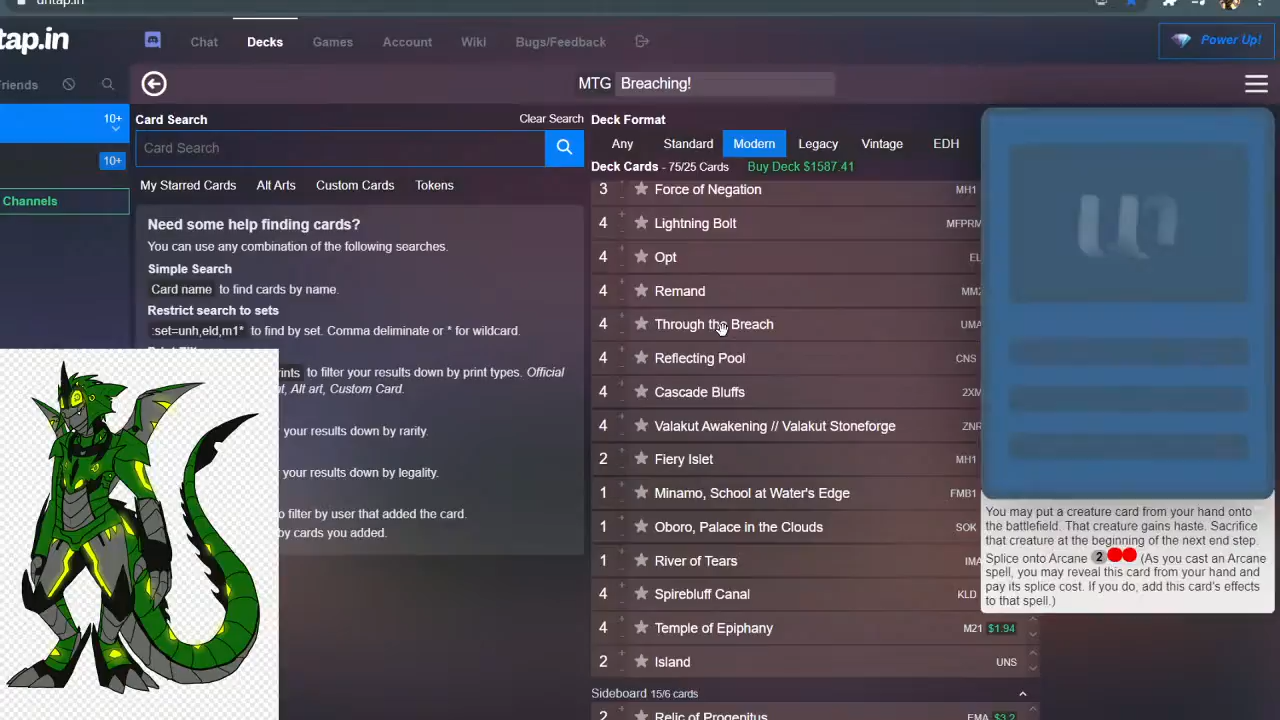 untap.in
tap.in
Chat
Decks
Games
Account
Wiki
Bugs/Feedback
Power Up!
Friends
MTG Breaching!
10+
10+
Channels
Card Search
Clear Search
Card Search
My Starred Cards
All Arts
Custom Cards
Tokens
Need some help finding cards?
You can use any combination of the following searches.
Simple Search
Card name to find cards by name.
Restrict search to sets
:set=unh,eld,m1* to find by set. Comma deliminate or * for wildcard.
to filter your results down by print types. Official
Alt art, Custom Card.
your results down by rarity.
your results down by legality.
to filter by user that added the card.
by cards you added.
Deck Format
Any
Standard
Modern
Legacy
Vintage
EDH
Deck Cards - 75/25 Cards
Buy Deck $1587.41
3 Force of Negation MH1
4 Lightning Bolt MFPRM
4 Opt EL
4 Remand MM2
4 Through the Breach UMA
4 Reflecting Pool CNS
4 Cascade Bluffs 2XM
4 Valakut Awakening // Valakut Stoneforge ZNR
2 Fiery Islet MH1
1 Minamo, School at Water's Edge FMB1
1 Oboro, Palace in the Clouds SOK
1 River of Tears IMA
4 Spirebluff Canal KLD
4 Temple of Epiphany M21 $1.94
2 Island UNS
Sideboard 15/6 cards
2 Relic of Progenitus EMA $3.2
un
You may put a creature card from your hand onto
the battlefield. That creature gains haste. Sacrifice
that creature at the beginning of the next end step.
Splice onto Arcane 2 (As you cast an Arcane
spell, you may reveal this card from your hand and
pay its splice cost. If you do, add this card's effects
to that spell.)